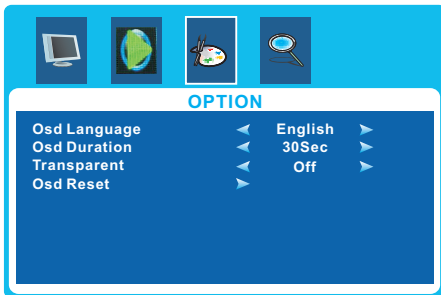 OPTION
Osd Language English
Osd Duration 30Sec
Transparent Off
Osd Reset